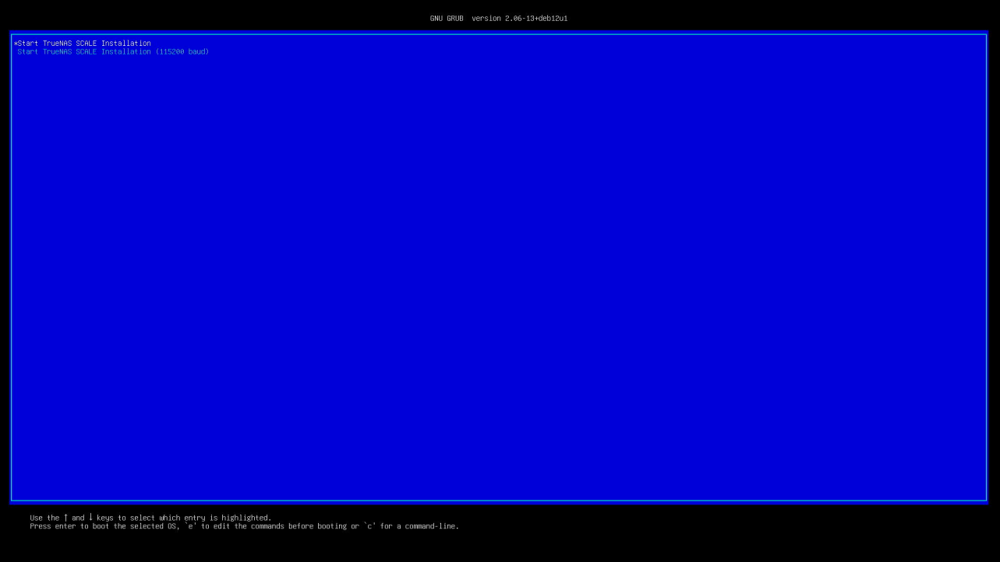 GNU GRUB  version 2.06-13+deb12u1
*Start TrueNAS SCALE Installation
Start TrueNAS SCALE Installation (115200 baud)
Use the ↑ and ↓ keys to select which entry is highlighted.
Press enter to boot the selected OS, `e' to edit the commands before booting or `c' for a command-line.